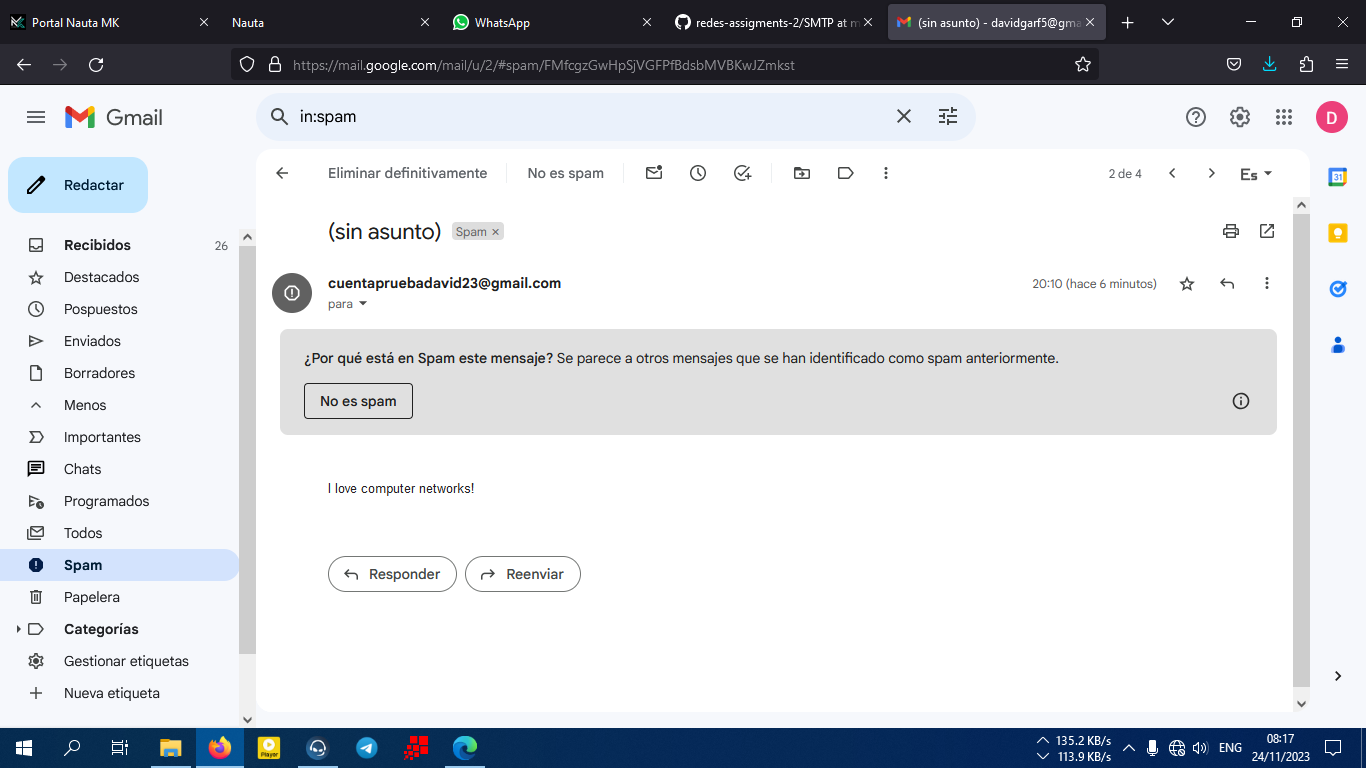 Portal Nauta MK
Nauta
WhatsApp
redes-assigments-2/SMTP at m
(sin asunto) - davidgarf5@gma
https://mail.google.com/mail/u/2/#spam/FMfcgzGwHpSjVGFPfBdsbMVBKwJZmkst
Gmail
in:spam
D
Redactar
Recibidos 26
Destacados
Pospuestos
Enviados
Borradores
Menos
Importantes
Chats
Programados
Todos
Spam
Papelera
Categorías
Gestionar etiquetas
Nueva etiqueta
Eliminar definitivamente
No es spam
2 de 4
Es
(sin asunto)
Spam ×
cuentapruebadavid23@gmail.com
20:10 (hace 6 minutos)
para
¿Por qué está en Spam este mensaje? Se parece a otros mensajes que se han identificado como spam anteriormente.
No es spam
I love computer networks!
Responder
Reenviar
31
Player
135.2 KB/s
113.9 KB/s
ENG
08:17
24/11/2023